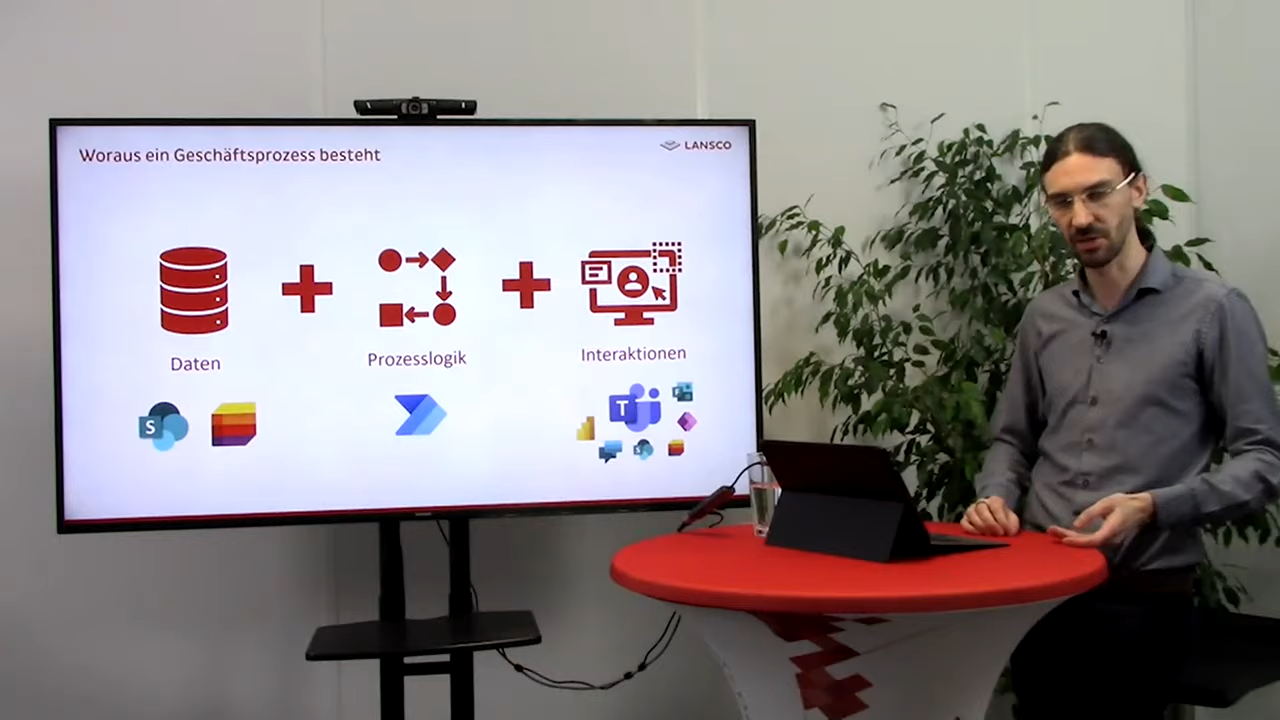 Woraus ein Geschäftsprozess besteht
LANSCO
Daten
Prozesslogik
Interaktionen
S
T